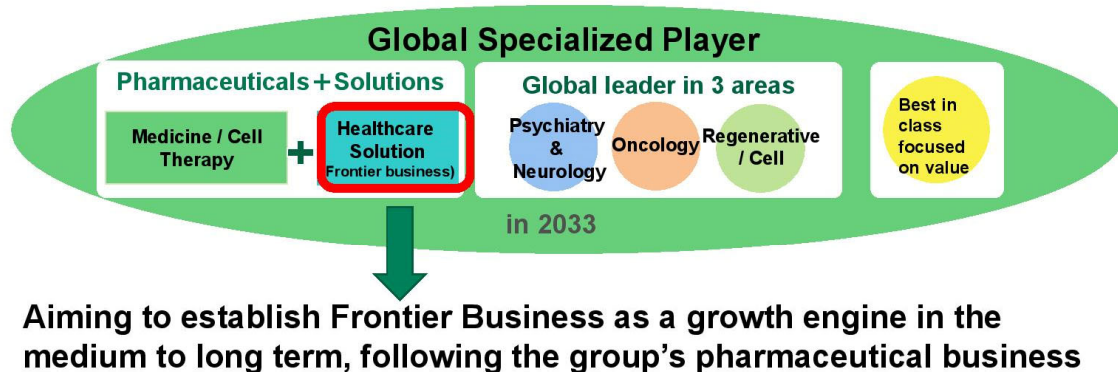 Global Specialized Player
Pharmaceuticals＋Solutions
Medicine / Cell
Therapy
+
Healthcare
Solution
Frontier business)
Global leader in 3 areas
Psychiatry
&
Neurology
Oncology
Regenerative
/ Cell
Best in
class
focused
on value
in 2033
Aiming to establish Frontier Business as a growth engine in the
medium to long term, following the group's pharmaceutical business